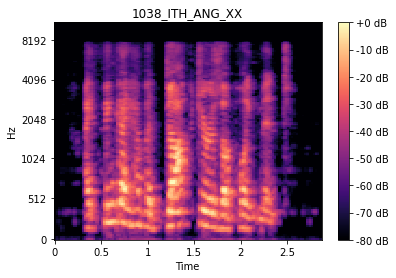 1038_ITH_ANG_XX
+0 dB
8192
-10 dB
4096
-20 dB
-30 dB
2048
Hz
-40 dB
1024
-50 dB
512
-60 dB
-70 dB
0
-80 dB
0 0.5 1 1.5 2 2.5
Time